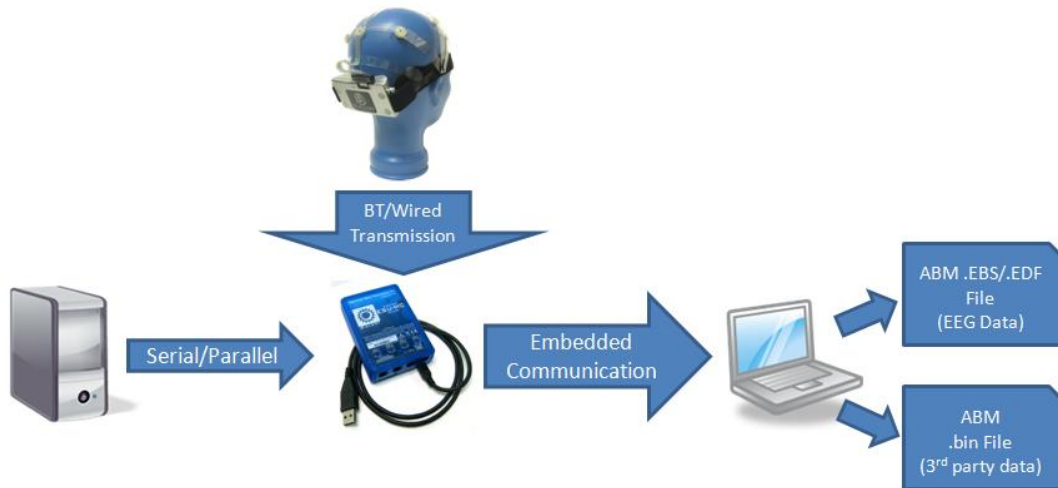 BT/Wired
Transmission
Serial/Parallel
Embedded
Communication
ABM .EBS/.EDF
File
(EEG Data)
ABM
.bin File
(3rd party data)